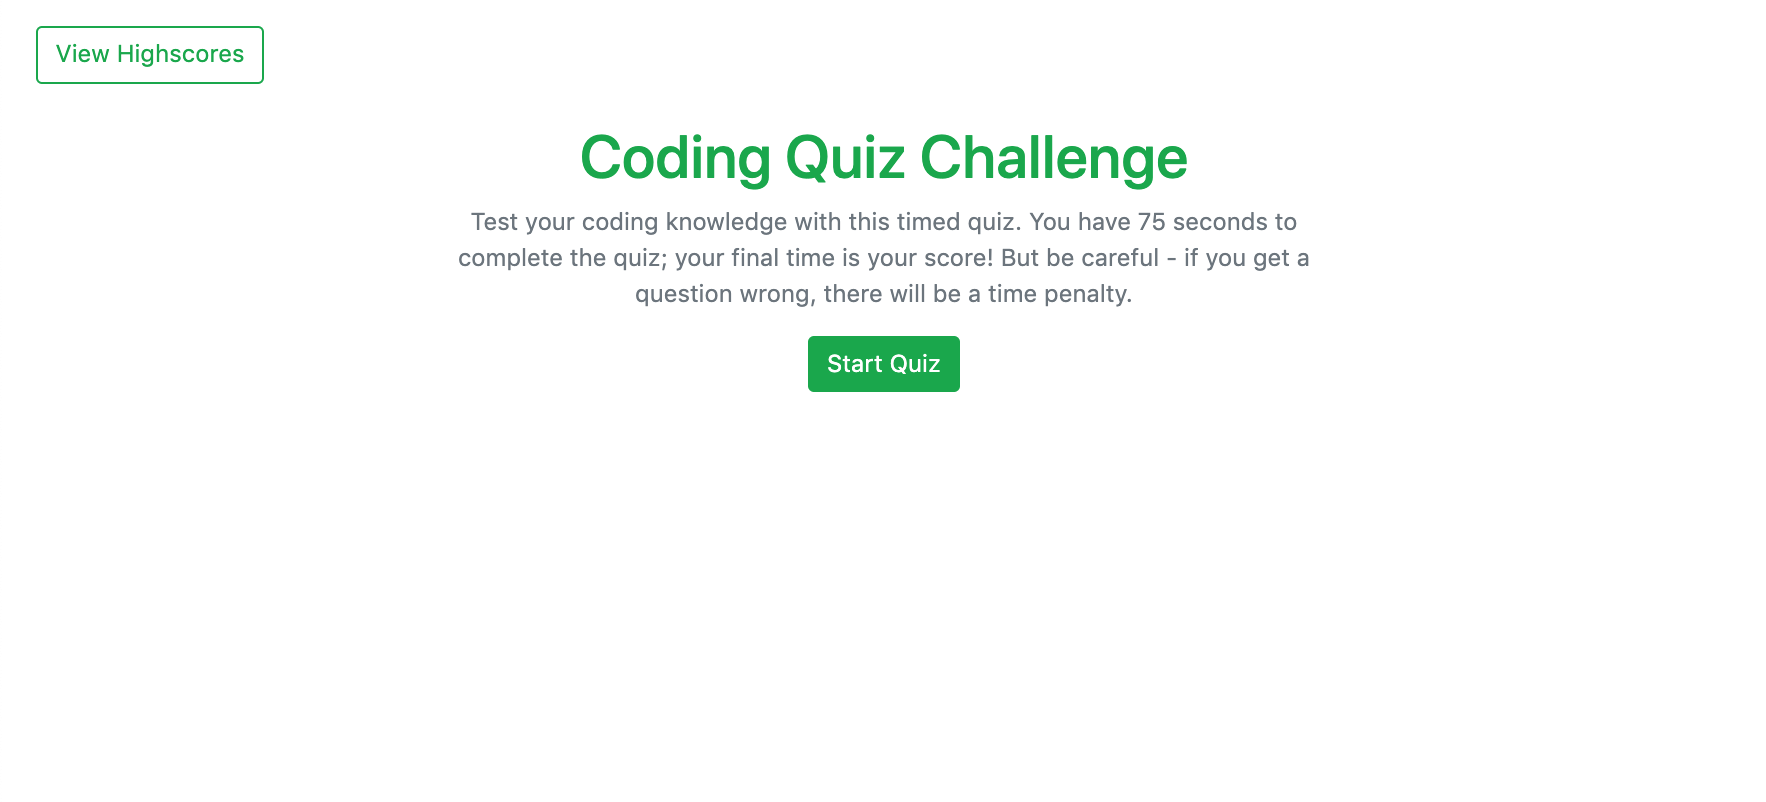 View Highscores
Coding Quiz Challenge
Test your coding knowledge with this timed quiz. You have 75 seconds to
complete the quiz; your final time is your score! But be careful - if you get a
question wrong, there will be a time penalty.
Start Quiz